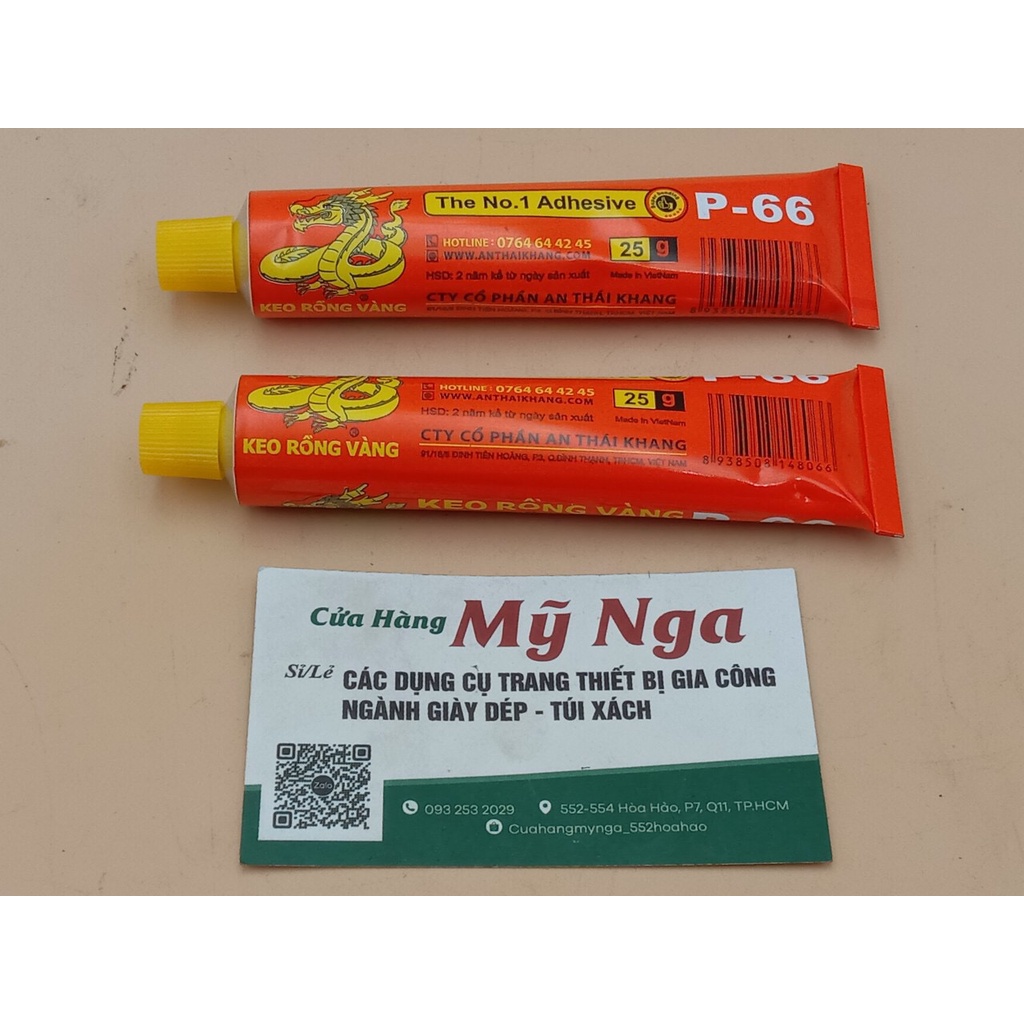 The No.1 Adhesive
P-66
HOTLINE: 0764 64 42 45
WWW.ANTHAIKHANG.COM
25 g
HSD: 2 năm kể từ ngày sản xuất
Made in VietNam
CTY CỔ PHẦN AN THÁI KHANG
KEO RỒNG VÀNG
P-66
HOTLINE: 0764 64 42 45
WWW.ANTHAIKHANG.COM
25 g
HSD: 2 năm kể từ ngày sản xuất
Made in VietNam
CTY CỔ PHẦN AN THÁI KHANG
KEO RỒNG VÀNG
8 938508 148066
KEO RỒNG VÀNG
P-66
Cửa Hàng Mỹ Nga
Sỉ/Lẻ CÁC DỤNG CỤ TRANG THIẾT BỊ GIA CÔNG
NGÀNH GIÀY DÉP - TÚI XÁCH
Zalo
093 253 2029
552-554 Hòa Hảo, P7, Q11, TP.HCM
Cuahangmynga_552hoahao